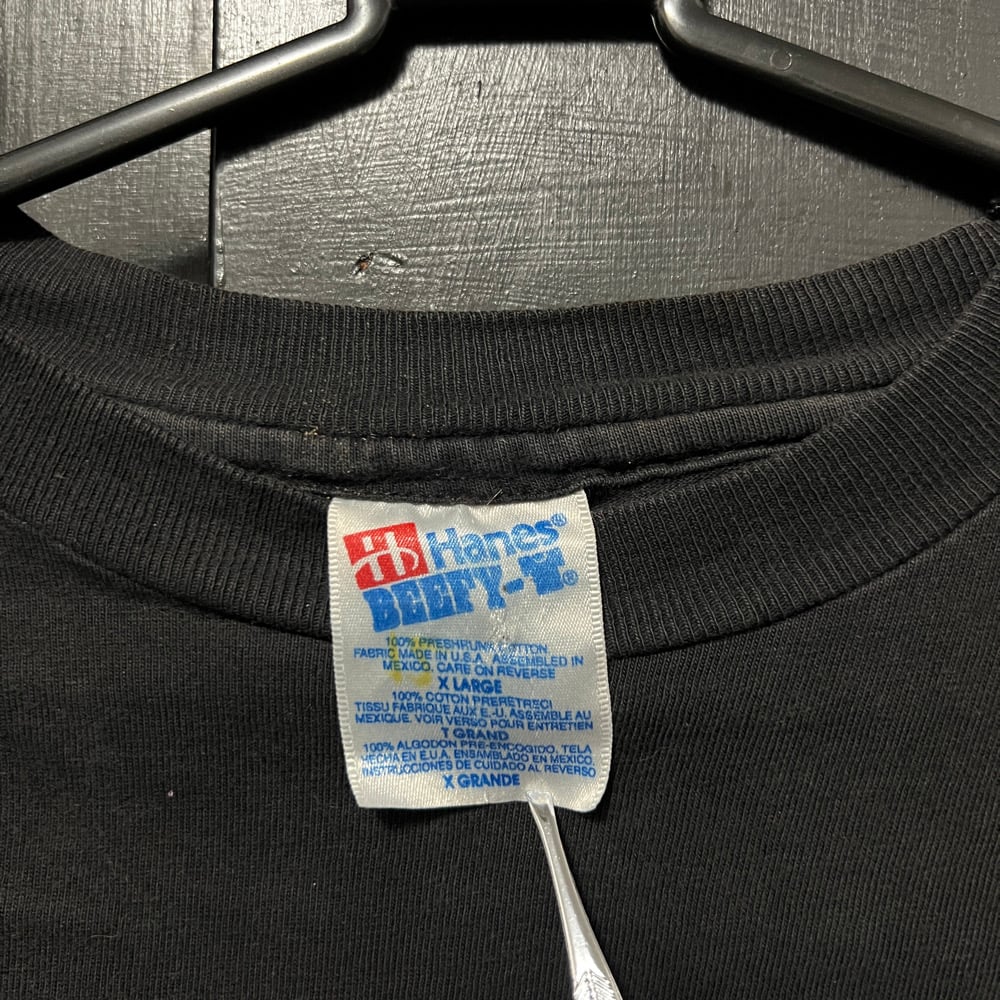 Hanes®
BEEFY-T®
100% PRESHRUNK COTTON
FABRIC MADE IN U.S.A. ASSEMBLED IN
MEXICO. CARE ON REVERSE
X LARGE
100% COTON PRERETRECI
TISSU FABRIQUE AUX E.-U. ASSEMBLE AU
MEXIQUE. VOIR VERSO POUR ENTRETIEN
T GRAND
100% ALGODON PRE-ENCOGIDO. TELA
HECHA EN E.U.A. ENSAMBLADO EN MEXICO.
INSTRUCCIONES DE CUIDADO AL REVERSO
X GRANDE